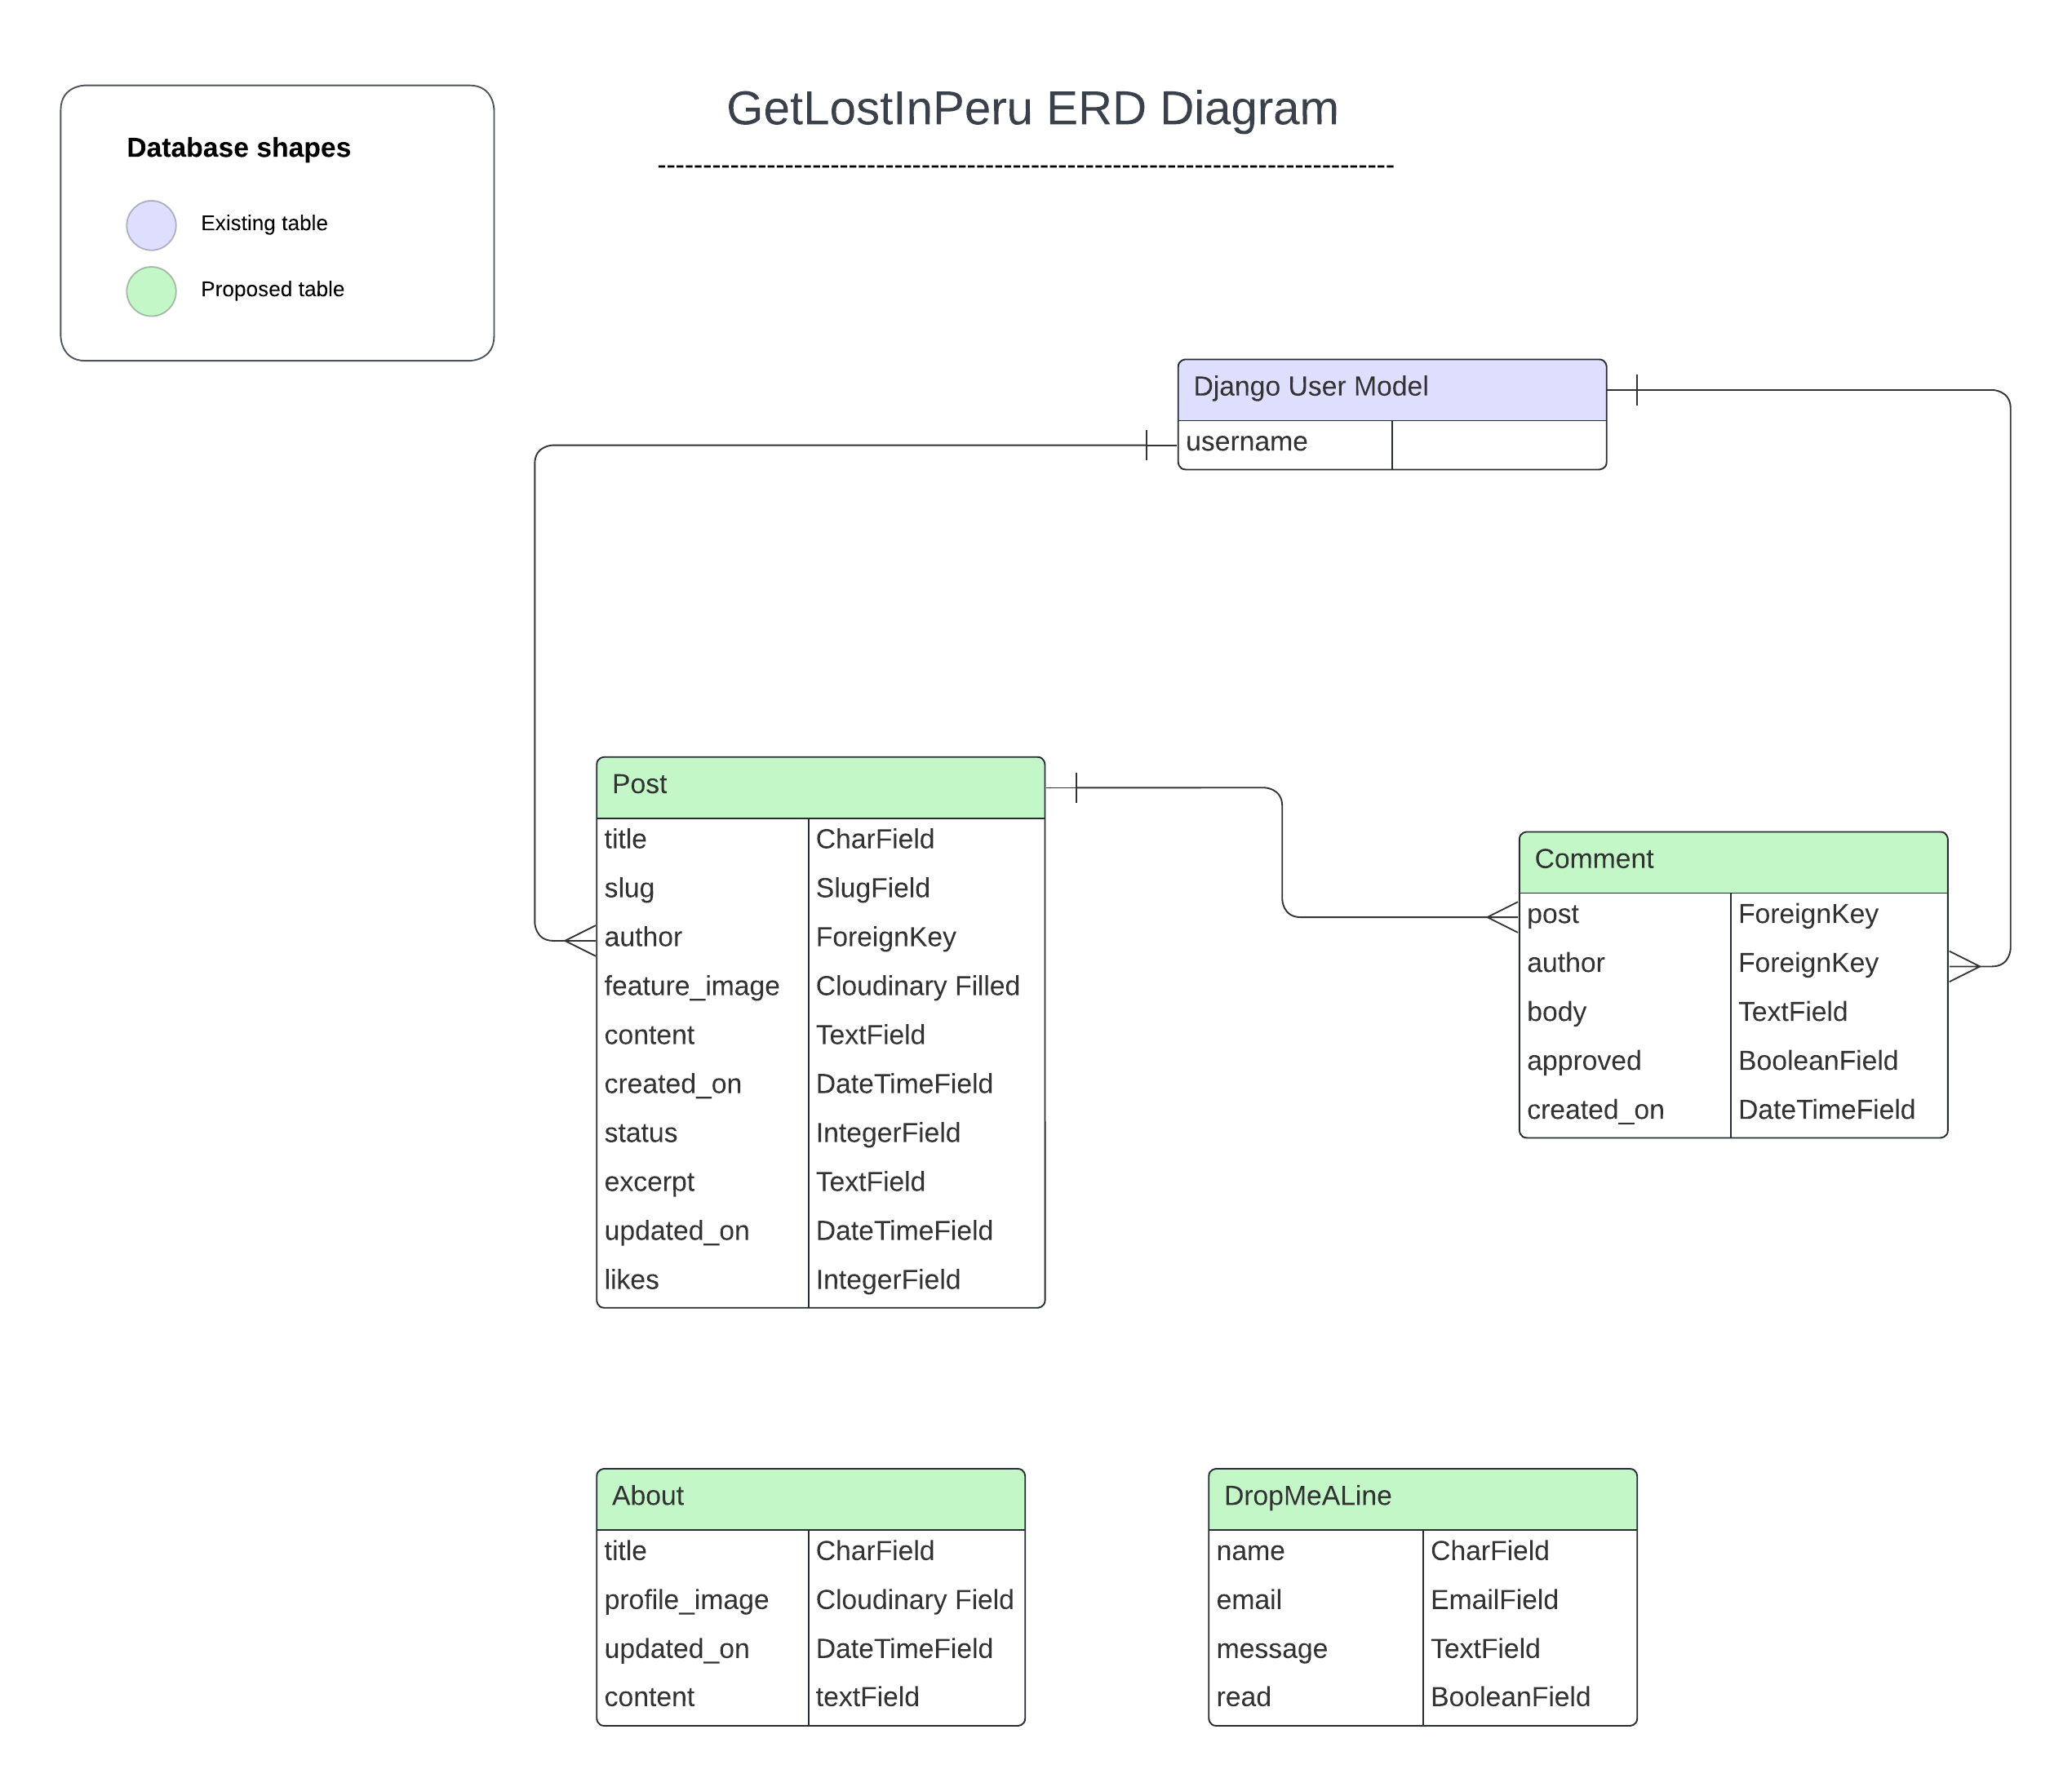 GetLostInPeru ERD Diagram
Database shapes
Existing table
Proposed table
Django User Model
username
Post
title CharField
slug SlugField
author ForeignKey
feature_image Cloudinary Filled
content TextField
created_on DateTimeField
status IntegerField
excerpt TextField
updated_on DateTimeField
likes IntegerField
Comment
post ForeignKey
author ForeignKey
body TextField
approved BooleanField
created_on DateTimeField
About
title CharField
profile_image Cloudinary Field
updated_on DateTimeField
content textField
DropMeALine
name CharField
email EmailField
message TextField
read BooleanField